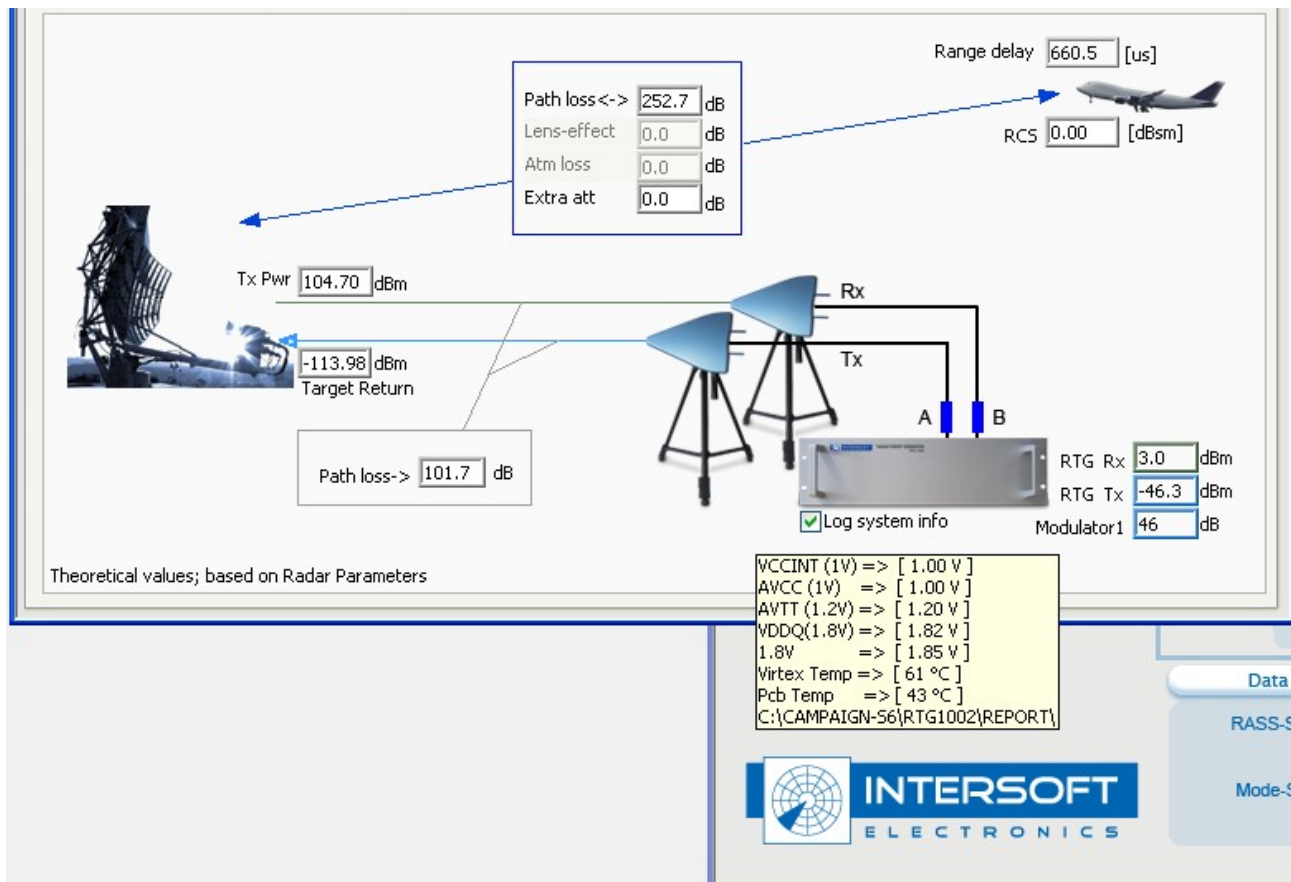 Range delay 660.5 [us]
Path loss<-> 252.7 dB
Lens-effect 0.0 dB
Atm loss 0.0 dB
Extra att 0.0 dB
RCS 0.00 [dBsm]
Tx Pwr 104.70 dBm
-113.98 dBm
Target Return
Rx
Tx
A B
Path loss-> 101.7 dB
RTG Rx 3.0 dBm
RTG Tx -46.3 dBm
Modulator1 46 dB
Log system info
Theoretical values; based on Radar Parameters
VCCINT (1V) => [ 1.00 V ]
AVCC (1V) => [ 1.00 V ]
AVTT (1.2V) => [ 1.20 V ]
VDDQ(1.8V) => [ 1.82 V ]
1.8V => [ 1.85 V ]
Virtex Temp => [ 61 °C ]
Pcb Temp =>[ 43 °C ]
C:\CAMPAIGN-S6\RTG1002\REPORT\
Data
RASS-S
Mode-S
INTERSOFT
ELECTRONICS